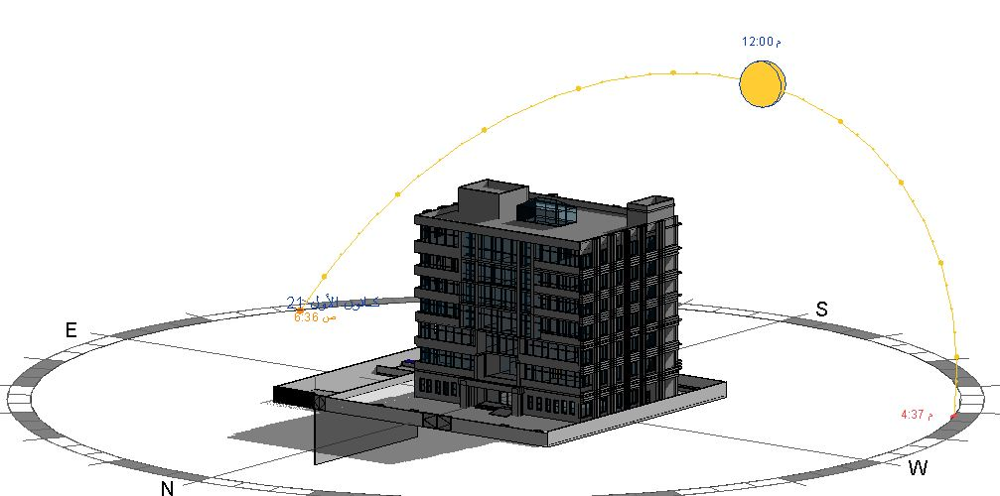 12:00 م
21 كانون الأول
6:36 ص
E
S
4:37 م
W
N